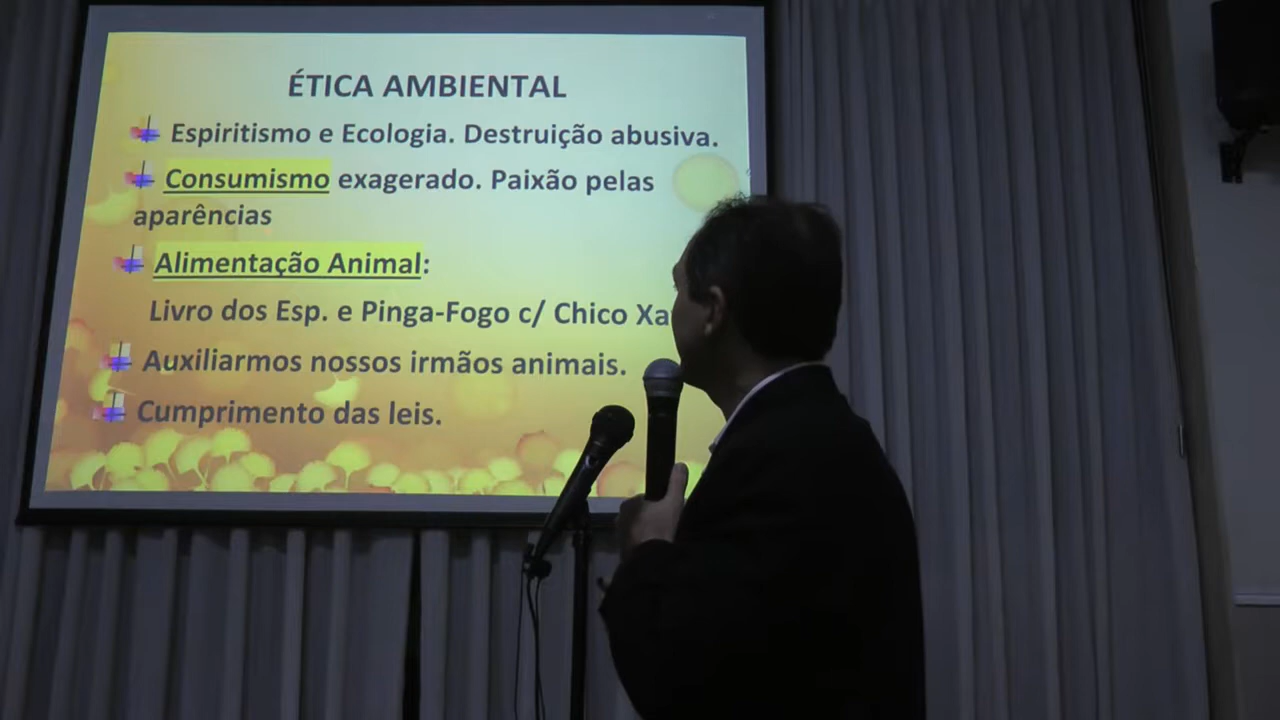 ÉTICA AMBIENTAL
Espiritismo e Ecologia. Destruição abusiva.
Consumismo exagerado. Paixão pelas
aparências
Alimentação Animal:
Livro dos Esp. e Pinga-Fogo c/ Chico Xa
Auxiliarmos nossos irmãos animais.
Cumprimento das leis.